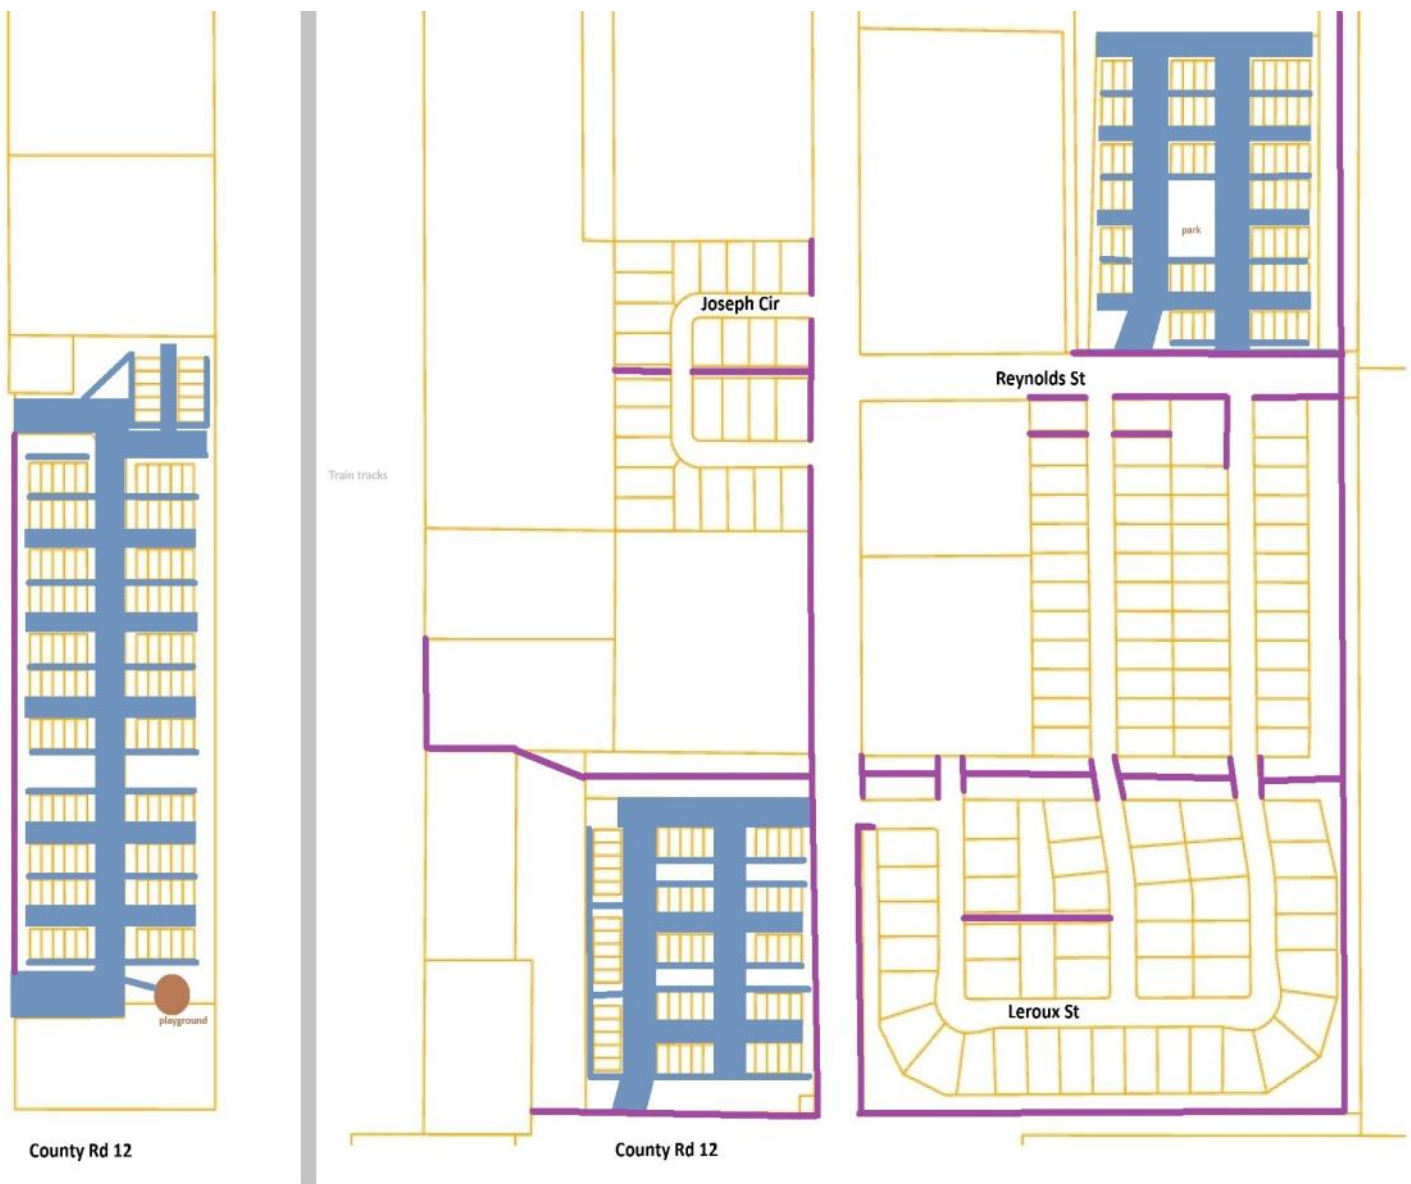 park
Joseph Cir
Reynolds St
Train tracks
Leroux St
playground
County Rd 12
County Rd 12